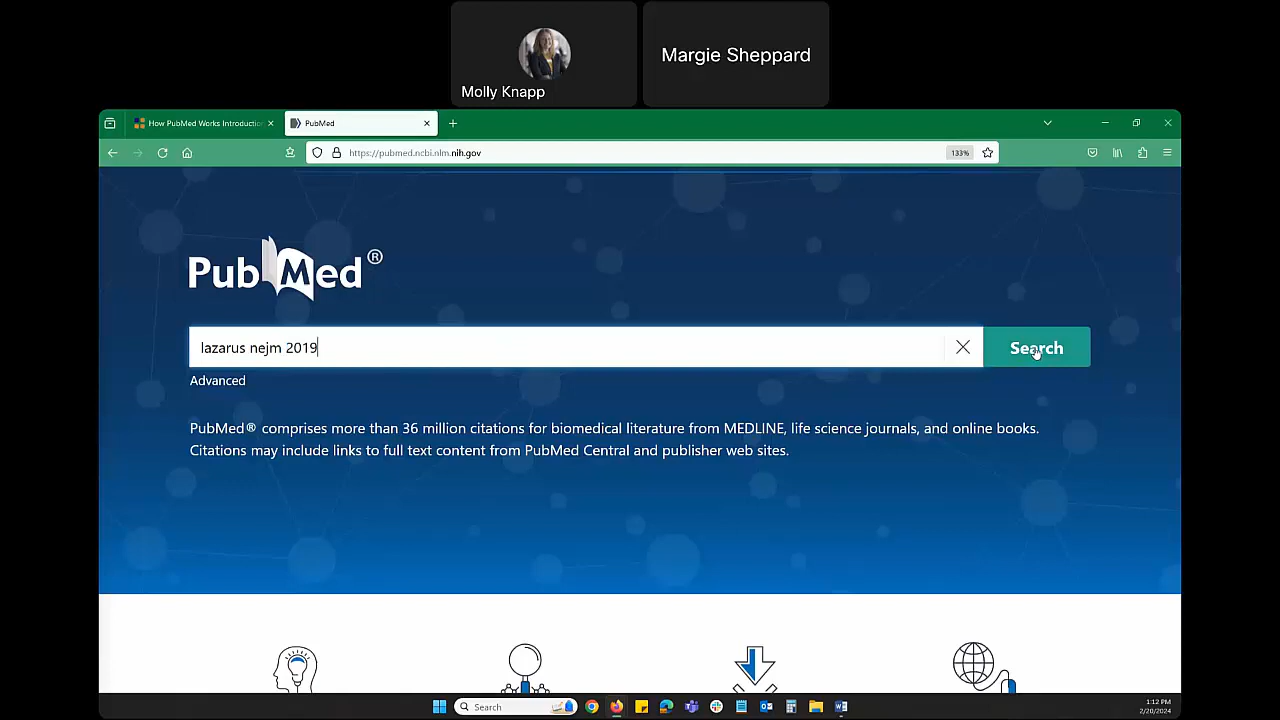 Molly Knapp
Margie Sheppard
How PubMed Works Introduction
PubMed
https://pubmed.ncbi.nlm.nih.gov
133%
PubMed®
lazarus nejm 2019
Search
Advanced
PubMed® comprises more than 36 million citations for biomedical literature from MEDLINE, life science journals, and online books.
Citations may include links to full text content from PubMed Central and publisher web sites.
Search
1:12 PM
2/20/2024